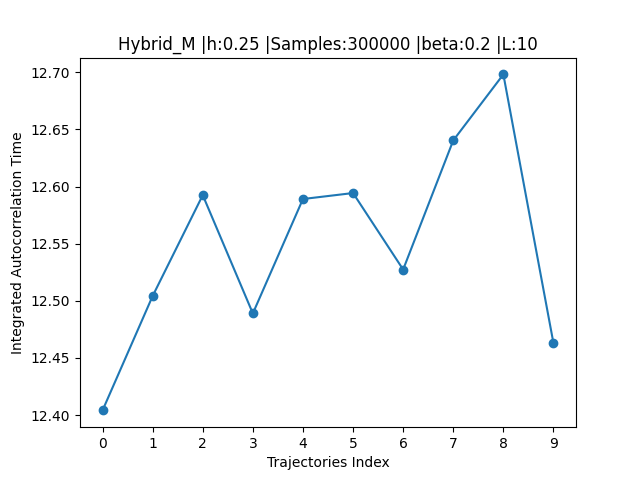 Hybrid_M |h:0.25 |Samples:300000 |beta:0.2 |L:10
Integrated Autocorrelation Time
12.70
12.65
12.60
12.55
12.50
12.45
12.40
0 1 2 3 4 5 6 7 8 9
Trajectories Index